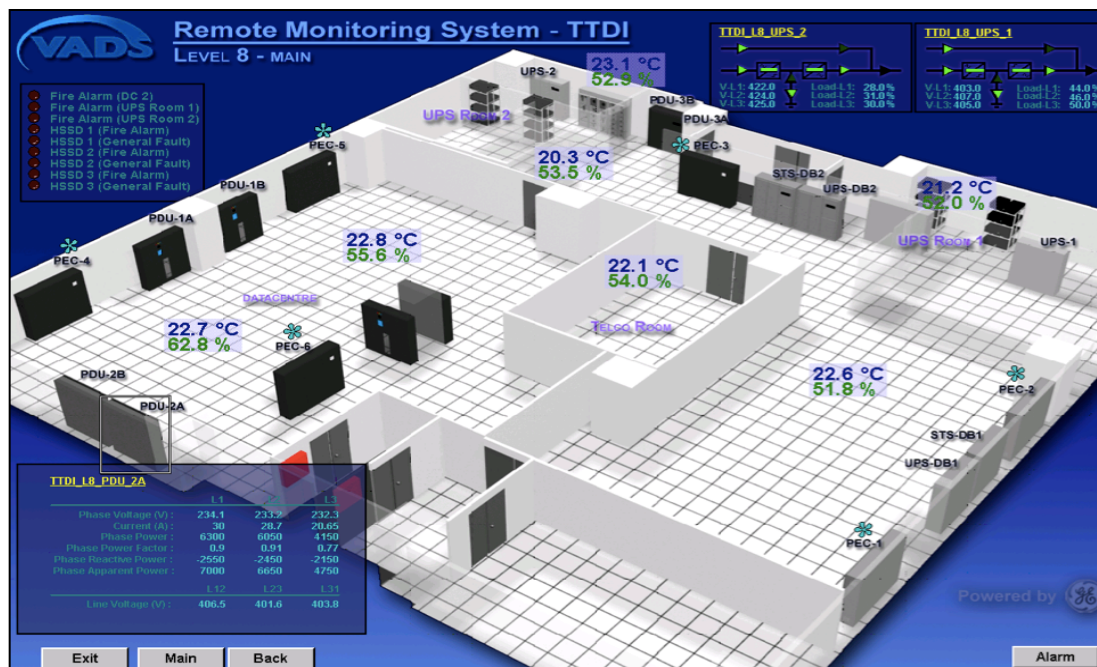 VADS
Remote Monitoring System - TTDI
Level 8 - main
Fire Alarm (DC 2)
Fire Alarm (UPS Room 1)
Fire Alarm (UPS Room 2)
HSSD 1 (Fire Alarm)
HSSD 1 (General Fault)
HSSD 2 (Fire Alarm)
HSSD 2 (General Fault)
HSSD 3 (Fire Alarm)
HSSD 3 (General Fault)
TTDI_L8_UPS_2
V-L1: 422.0 Load-L1: 28.0%
V-L2: 424.0 Load-L2: 31.0%
V-L3: 425.0 Load-L3: 30.0%
TTDI_L8_UPS_1
V-L1: 403.0 Load-L1: 44.0%
V-L2: 407.0 Load-L2: 46.0%
V-L3: 405.0 Load-L3: 50.0%
23.1 °C
52.9 %
UPS-2
UPS Room 2
PDU-3B
PDU-3A
PEC-3
PEC-5
20.3 °C
53.5 %
STS-DB2
UPS-DB2
21.2 °C
52.0 %
UPS Room 1
UPS-1
PDU-1B
PDU-1A
PEC-4
22.8 °C
55.6 %
22.1 °C
54.0 %
Datacentre
Telco Room
22.7 °C
62.8 %
PEC-6
22.6 °C
51.8 %
PEC-2
STS-DB1
UPS-DB1
PEC-1
PDU-2B
PDU-2A
TTDI_L8_PDU_2A
L1 L3
Phase Voltage (V) : 234.1 233.2 232.3
Current (A) : 30 28.7 20.65
Phase Power : 6300 6050 4150
Phase Power Factor : 0.9 0.91 0.77
Phase Reactive Power : -2550 -2450 -2150
Phase Apparent Power : 7000 6650 4750
L12 L23 L31
Line Voltage (V) : 406.5 401.6 403.8
Powered by
Exit
Main
Back
Alarm